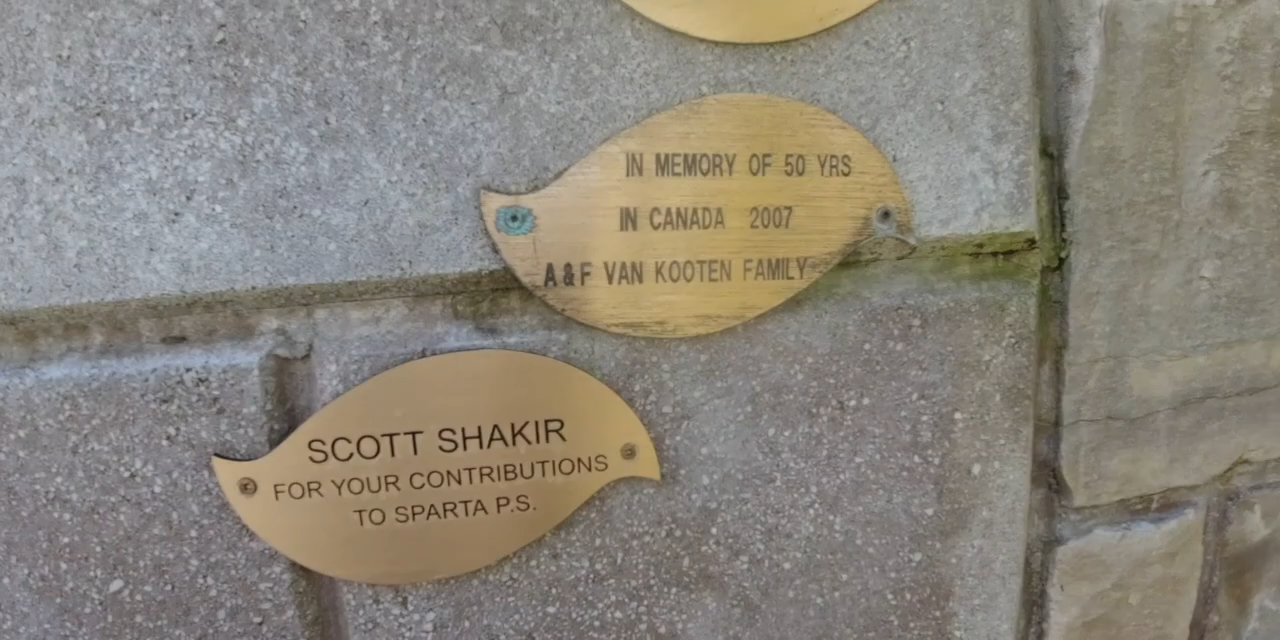 IN MEMORY OF 50 YRS
IN CANADA 2007
A & F VAN KOOTEN FAMILY
SCOTT SHAKIR
FOR YOUR CONTRIBUTIONS
TO SPARTA P.S.